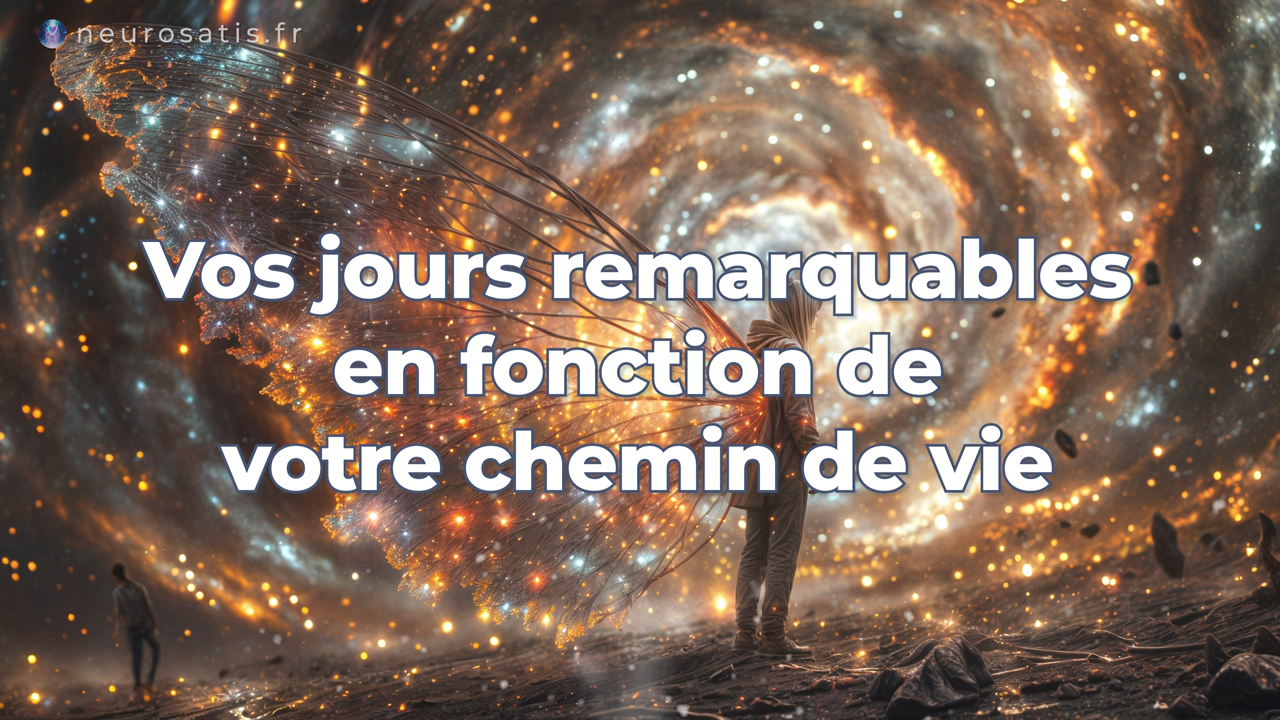 neurosatis.fr
Vos jours remarquables
en fonction de
votre chemin de vie